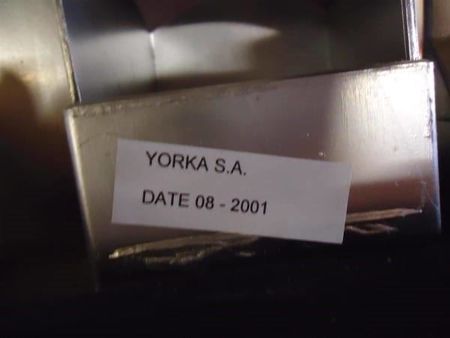 YORKA S.A.
DATE 08 - 2001